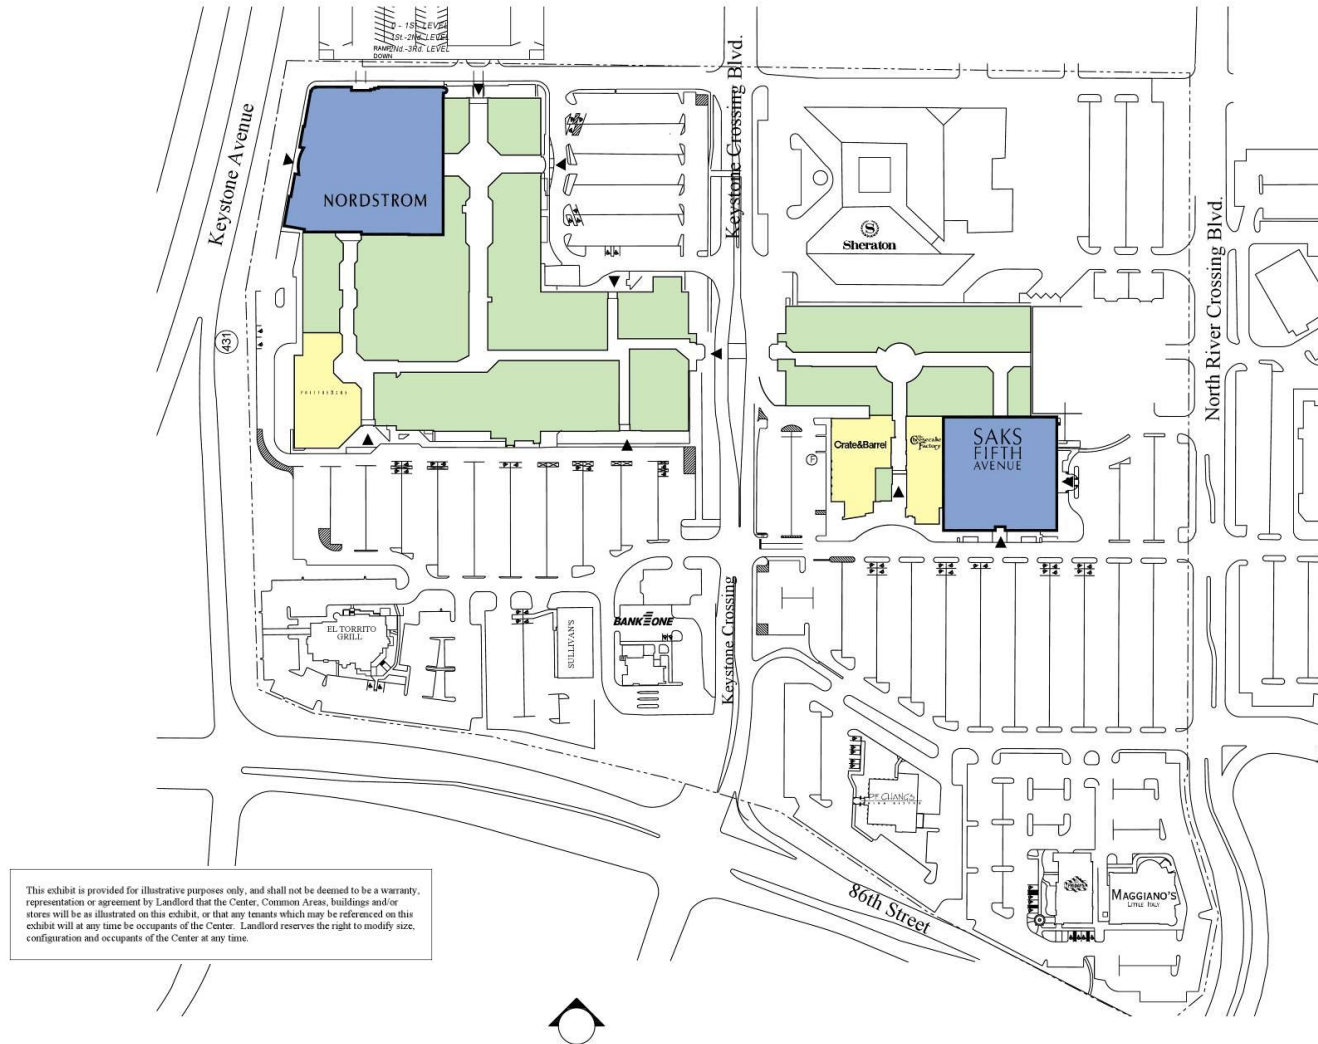 0 - 1St. LEVEL
1St.-2Nd. LEVEL
RAMP 2Nd.-3Rd. LEVEL
DOWN
Keystone Avenue
Keystone Crossing Blvd.
North River Crossing Blvd.
NORDSTROM
S
Sheraton
431
Crate&Barrel
The
Cheesecake
Factory
SAKS
FIFTH
AVENUE
P
EL TORRITO
GRILL
SULLIVAN'S
BANK ONE
Keystone Crossing
P.F. CHANG'S
MAGGIANO'S
LITTLE ITALY
86th Street
This exhibit is provided for illustrative purposes only, and shall not be deemed to be a warranty,
representation or agreement by Landlord that the Center, Common Areas, buildings and/or
stores will be as illustrated on this exhibit, or that any tenants which may be referenced on this
exhibit will at any time be occupants of the Center. Landlord reserves the right to modify size,
configuration and occupants of the Center at any time.